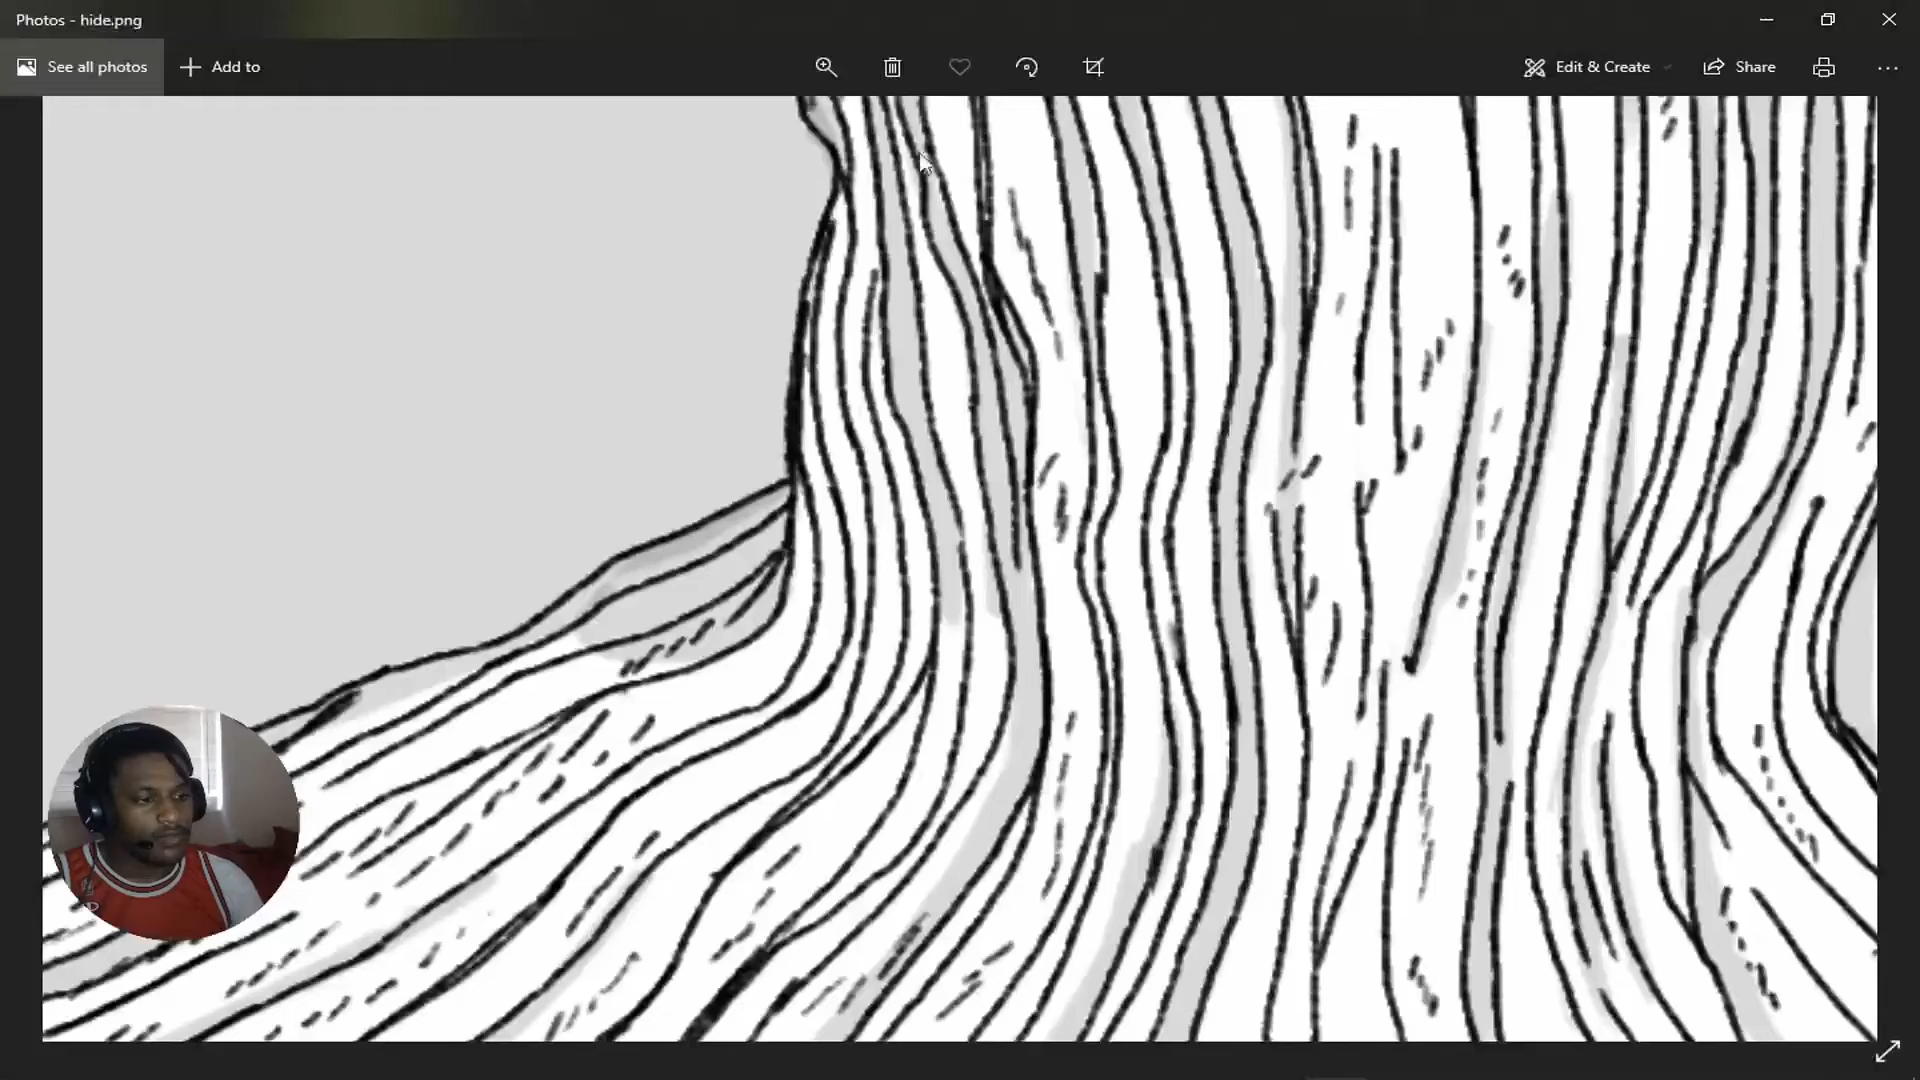 Photos - hide.png
See all photos
Add to
Edit & Create
Share